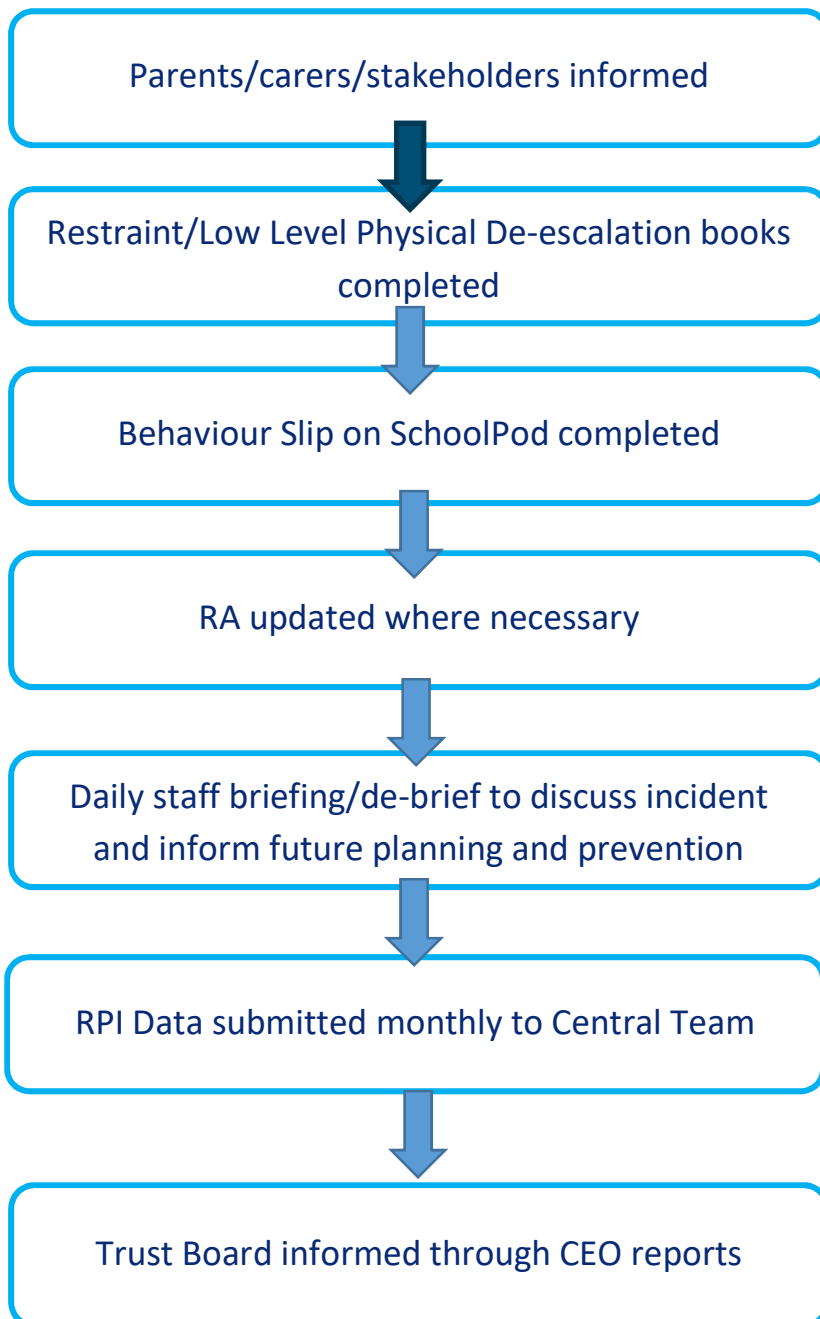 Parents/carers/stakeholders informed
Restraint/Low Level Physical De-escalation books
completed
Behaviour Slip on SchoolPod completed
RA updated where necessary
Daily staff briefing/de-brief to discuss incident
and inform future planning and prevention
RPI Data submitted monthly to Central Team
Trust Board informed through CEO reports